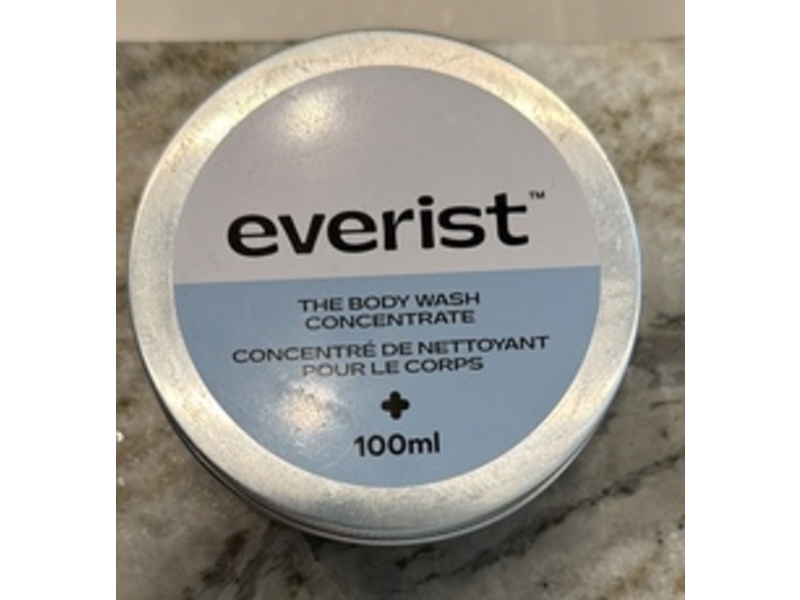 everist™
THE BODY WASH
CONCENTRATE
CONCENTRÉ DE NETTOYANT
POUR LE CORPS
100ml